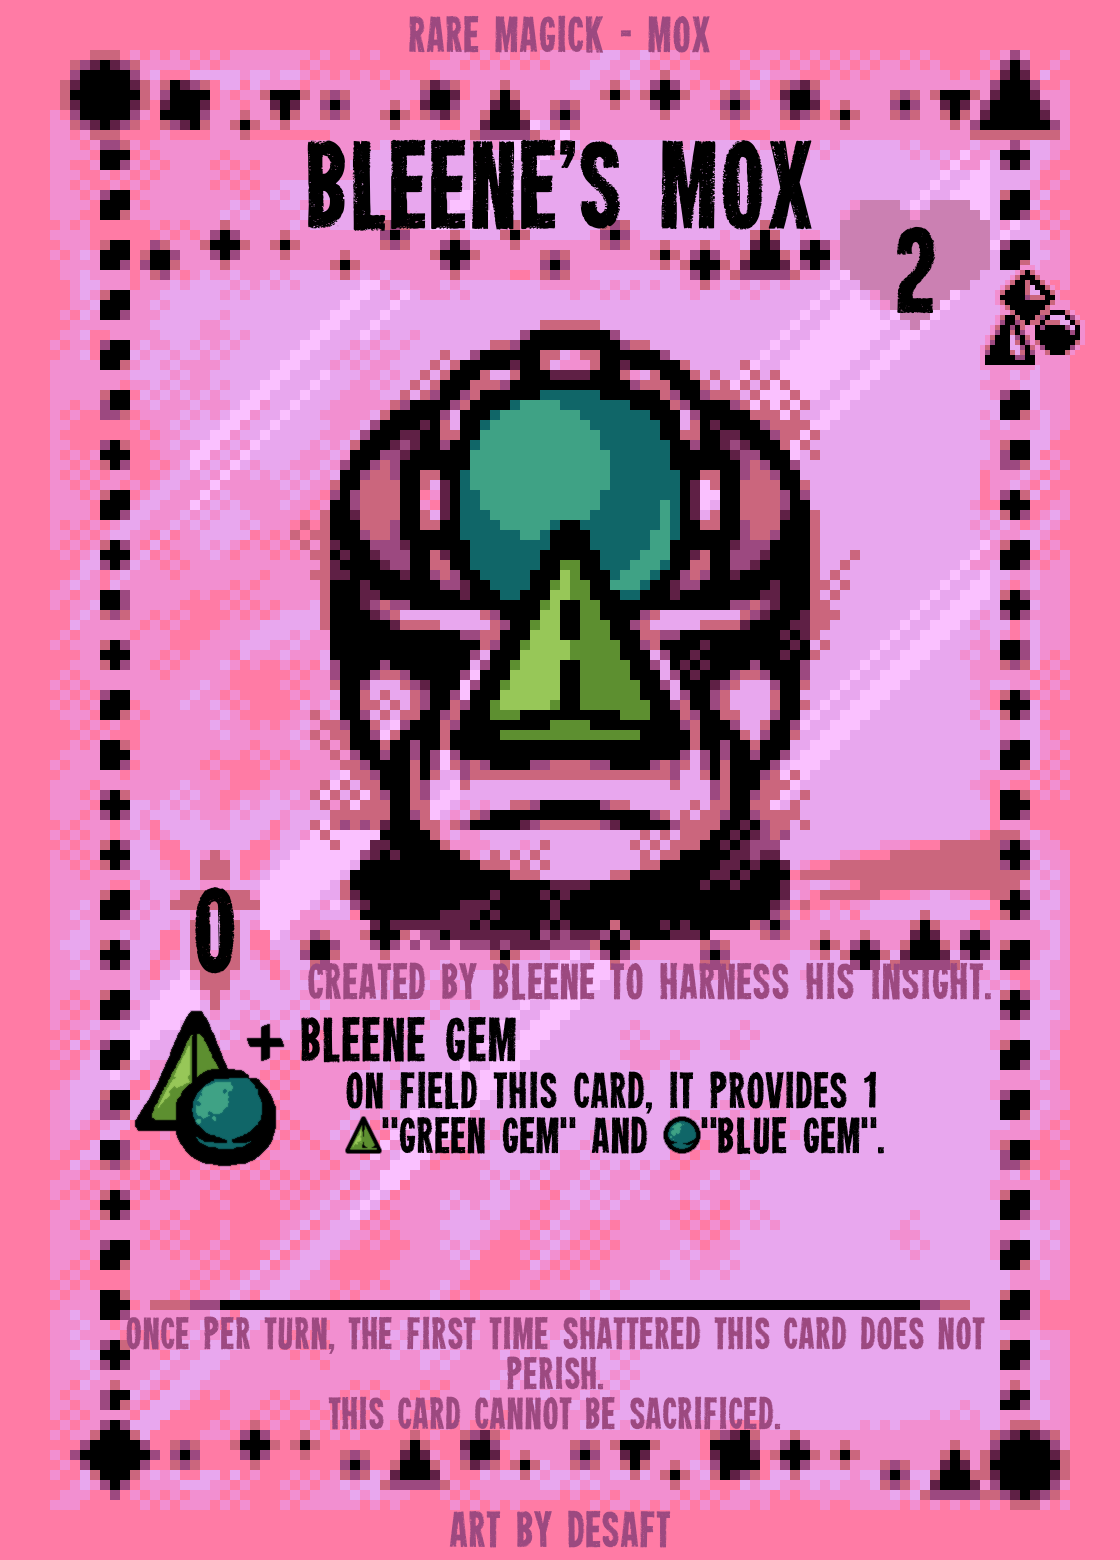 RARE MAGICK - MOX
BLEENE'S MOX
2
0
CREATED BY BLEENE TO HARNESS HIS INSIGHT.
+ BLEENE GEM
ON FIELD THIS CARD, IT PROVIDES 1
"GREEN GEM" AND "BLUE GEM".
ONCE PER TURN, THE FIRST TIME SHATTERED THIS CARD DOES NOT
PERISH.
THIS CARD CANNOT BE SACRIFICED.
ART BY DESAFT